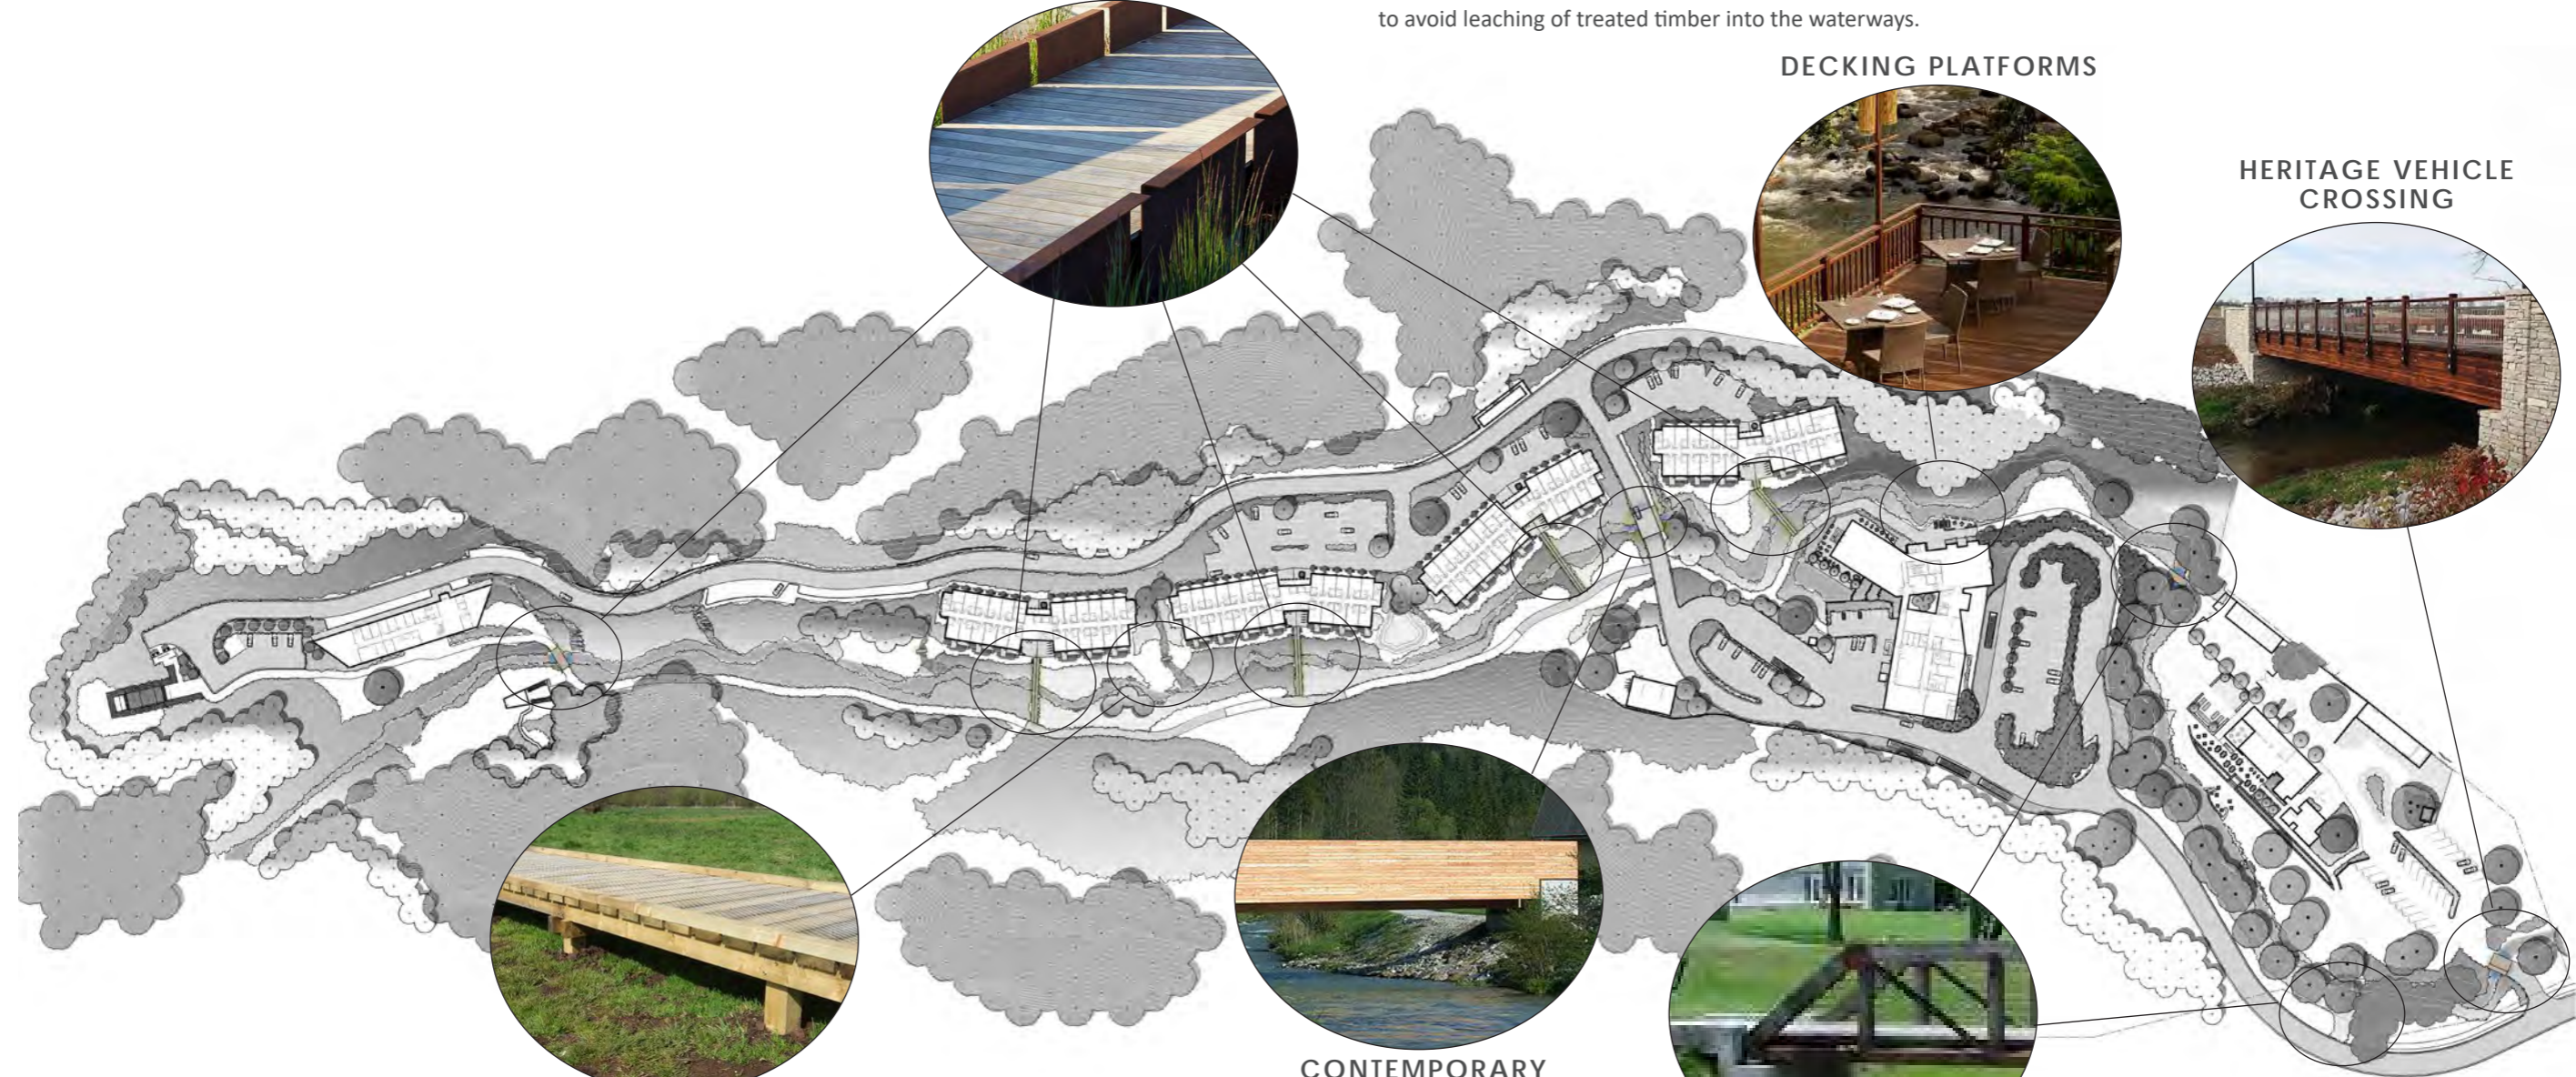 to avoid leaching of treated timber into the waterways.
DECKING PLATFORMS
HERITAGE VEHICLE
CROSSING
CONTEMPORARY